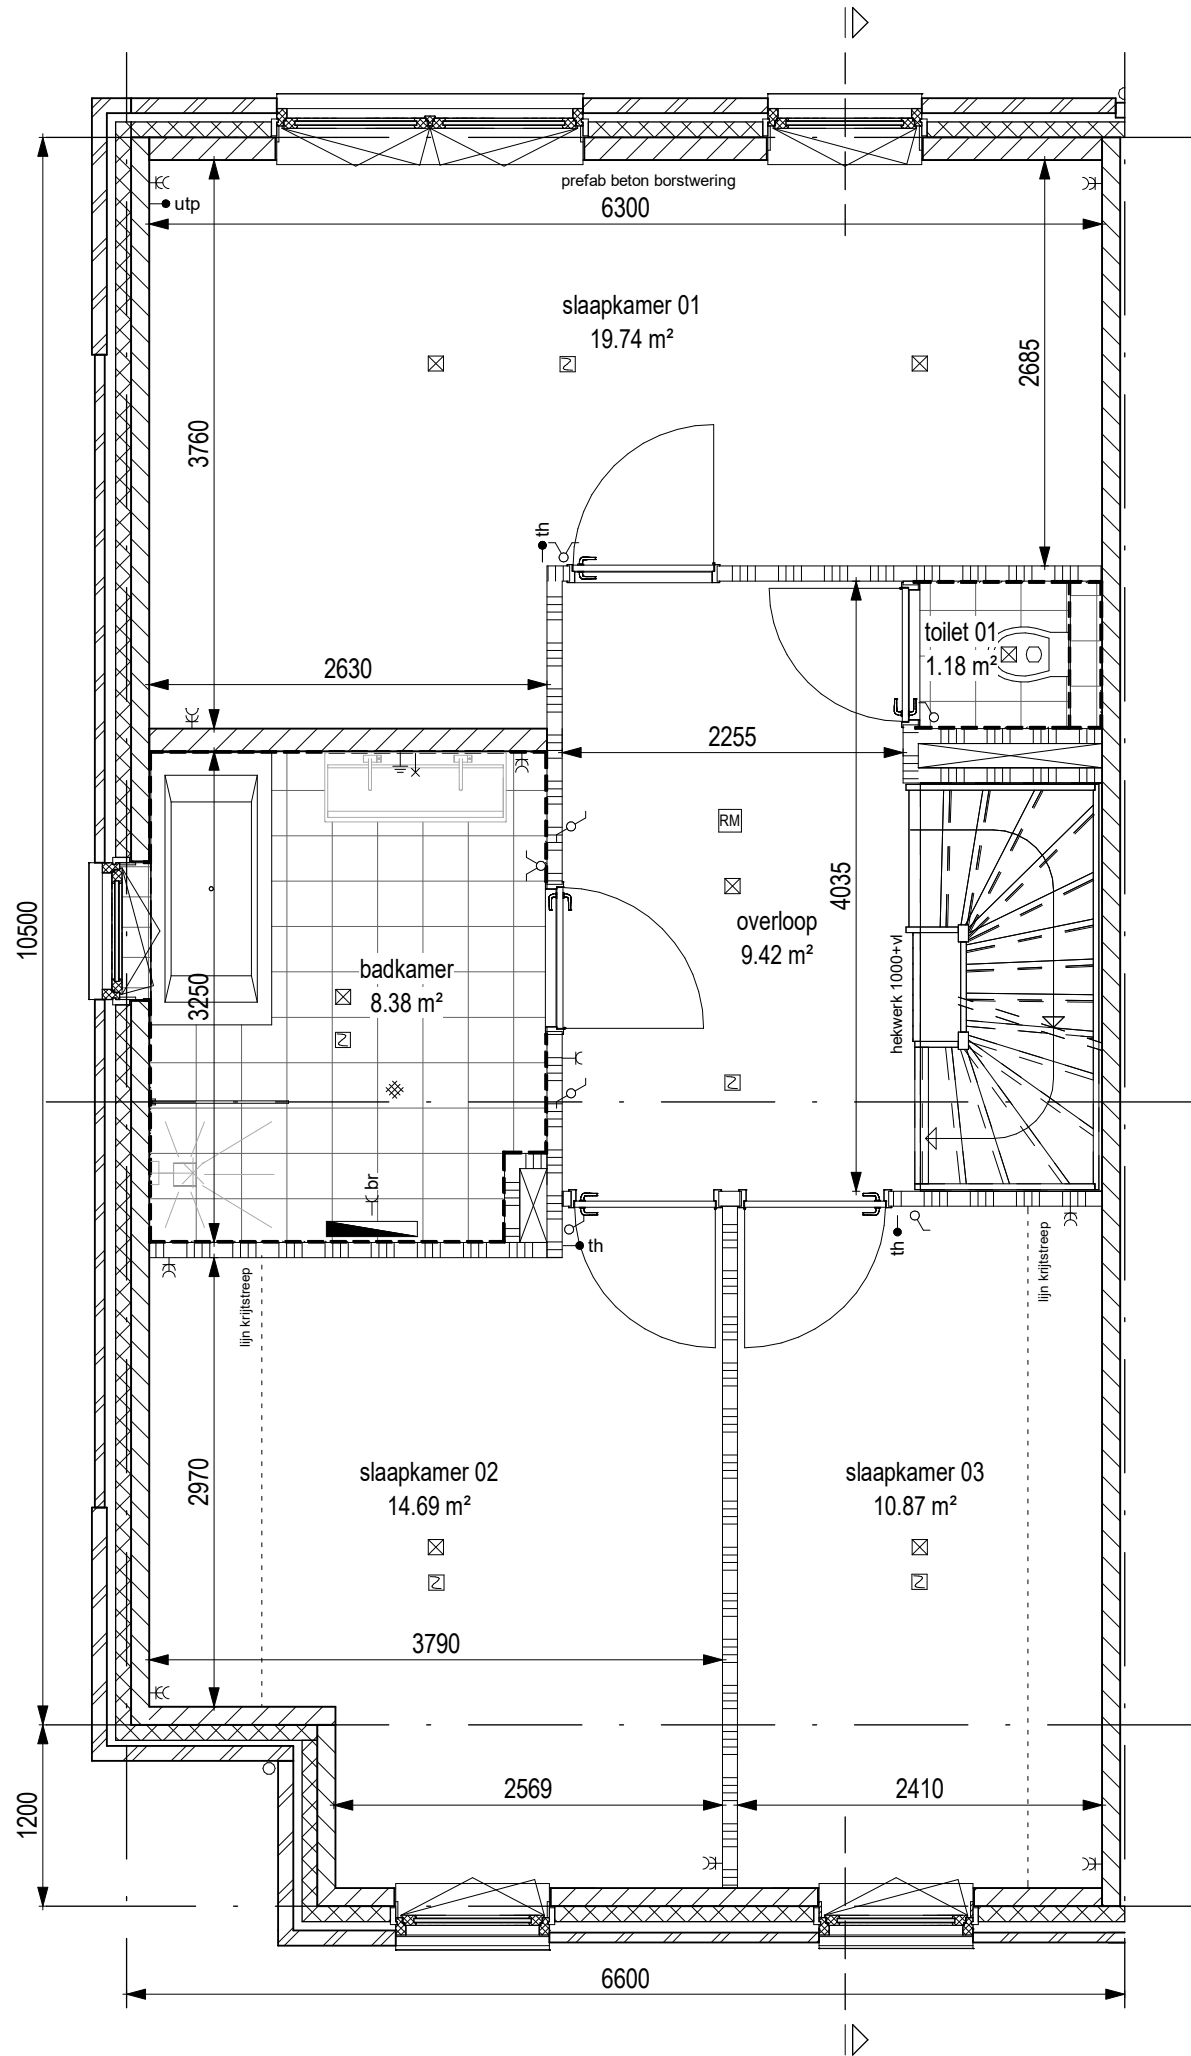 prefab beton borstwering
utp
6300
slaapkamer 01
19.74 m²
2685
3760
th
toilet 01
1.18 m²
2630
2255
RM
4035
overloop
9.42 m²
hekwerk 1000+vl
10500
badkamer
8.38 m²
3250
br
th
th
lijn krijtstreep
lijn krijtstreep
2970
slaapkamer 02
14.69 m²
slaapkamer 03
10.87 m²
3790
1200
2569
2410
6600